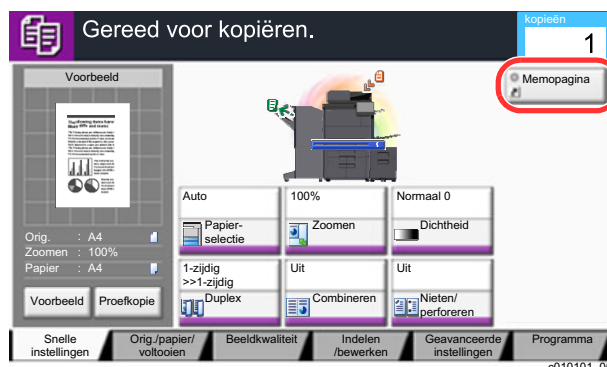 Gereed voor kopiëren.
kopieën
1
Memopagina
Voorbeeld
Orig. : A4
Zoomen : 100%
Papier : A4
Voorbeeld
Proefkopie
Auto
Papier-
selectie
100%
Zoomen
Normaal 0
Dichtheid
1-zijdig
>>1-zijdig
Duplex
Uit
Combineren
Uit
Nieten/
perforeren
Snelle
instellingen
Orig./papier/
voltooien
Beeldkwaliteit
Indelen
/bewerken
Geavanceerde
instellingen
Programma